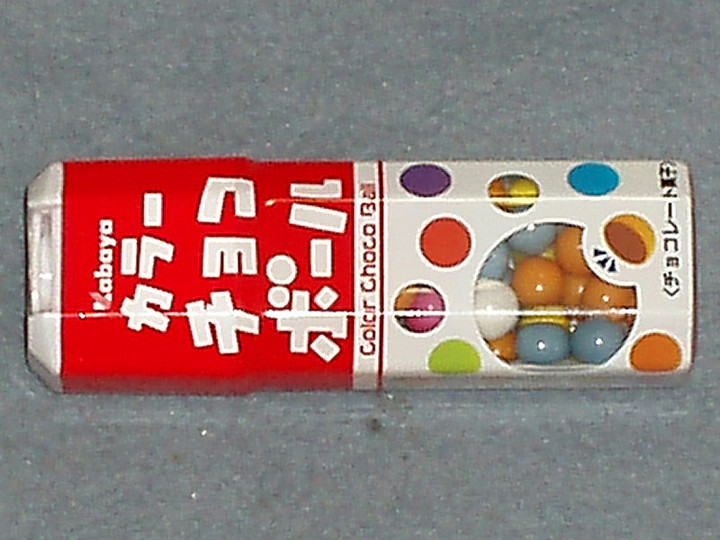 Kabaya
カラー
チョコ
ボール
Color Choco Ball
<チョコレート菓子>